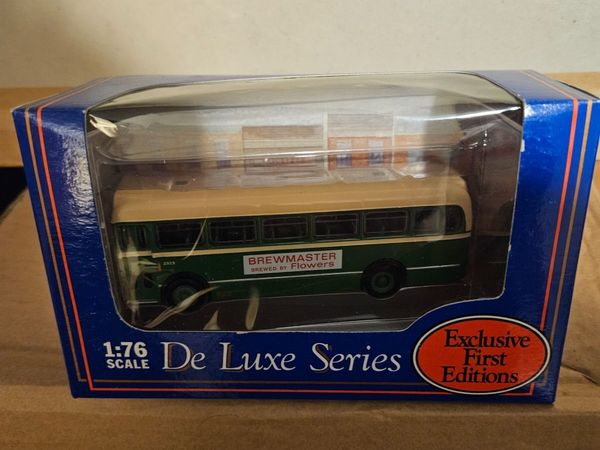 BREWMASTER
BREWED BY Flowers
1:76
SCALE
De Luxe Series
Exclusive
First
Editions